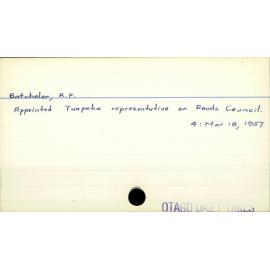 Batchelor, R.F.
Appointed Tuapeka representative on Roads Council.
4: Mar 18, 1957
OTAGO DAILY TIMES